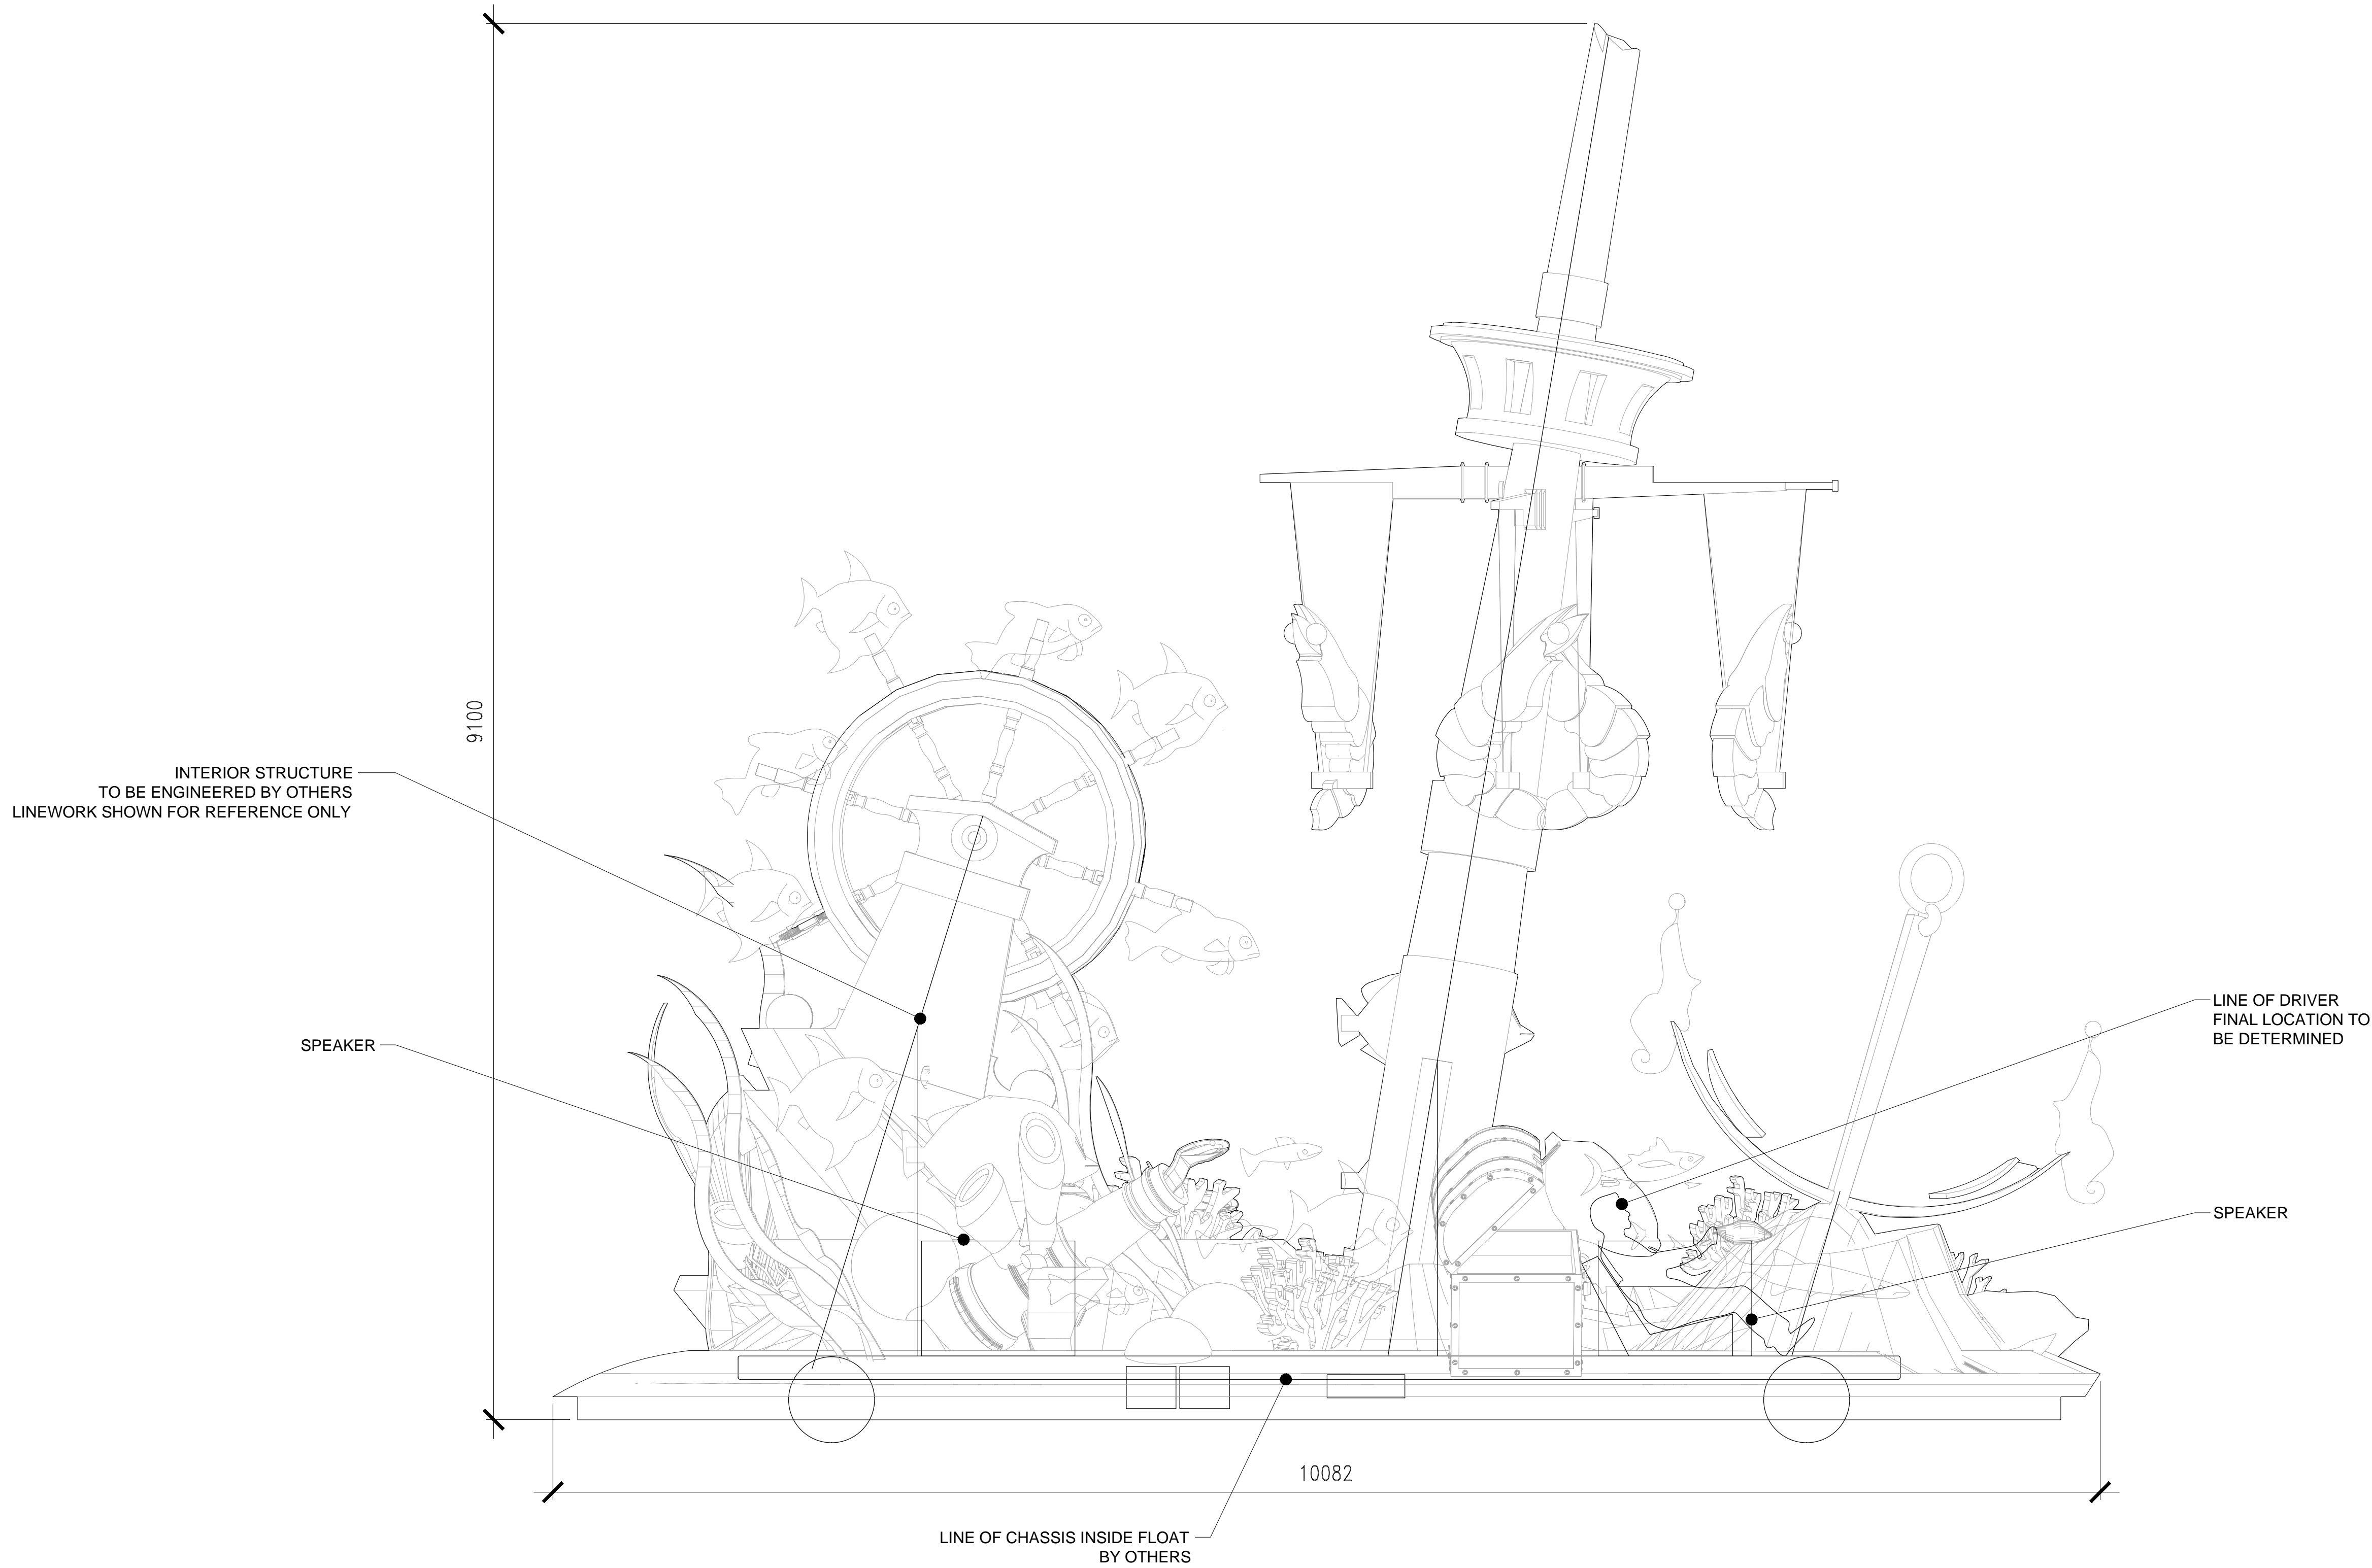 9100
INTERIOR STRUCTURE
TO BE ENGINEERED BY OTHERS
LINEWORK SHOWN FOR REFERENCE ONLY
SPEAKER
LINE OF DRIVER
FINAL LOCATION TO
BE DETERMINED
SPEAKER
10082
LINE OF CHASSIS INSIDE FLOAT
BY OTHERS